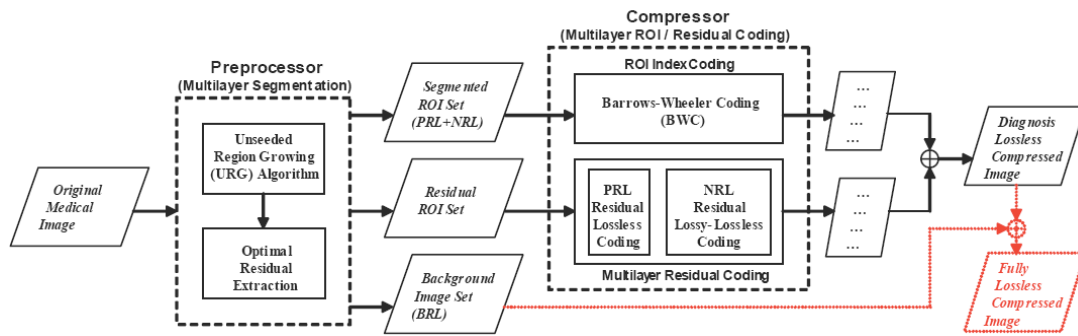 Compressor
(Multilayer ROI / Residual Coding)
Preprocessor
(Multilayer Segmentation)
Original
Medical
Image
Unseeded
Region Growing
(URG) Algorithm
Optimal
Residual
Extraction
Segmented
ROI Set
(PRL+NRL)
Residual
ROI Set
Background
Image Set
(BRL)
ROI IndexCoding
Barrows-Wheeler Coding
(BWC)
PRL
Residual
Lossless
Coding
NRL
Residual
Lossy-Lossless
Coding
Multilayer Residual Coding
...
...
...
...
...
...
Diagnosis
Lossless
Compressed
Image
Fully
Lossless
Compressed
Image